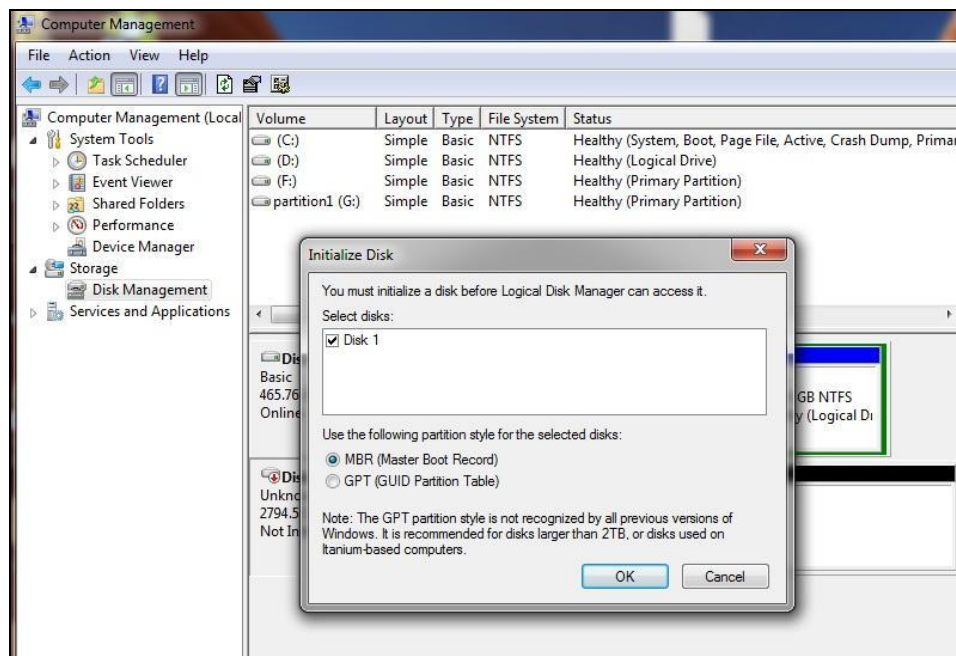 Computer Management
File Action View Help
Computer Management (Local
System Tools
Task Scheduler
Event Viewer
Shared Folders
Performance
Device Manager
Storage
Disk Management
Services and Applications
Volume Layout Type File System Status
(C:) Simple Basic NTFS Healthy (System, Boot, Page File, Active, Crash Dump, Primar
(D:) Simple Basic NTFS Healthy (Logical Drive)
(F:) Simple Basic NTFS Healthy (Primary Partition)
partition1 (G:) Simple Basic NTFS Healthy (Primary Partition)
Initialize Disk
You must initialize a disk before Logical Disk Manager can access it.
Select disks:
Disk 1
Use the following partition style for the selected disks:
MBR (Master Boot Record)
GPT (GUID Partition Table)
Note: The GPT partition style is not recognized by all previous versions of
Windows. It is recommended for disks larger than 2TB, or disks used on
Itanium-based computers.
OK Cancel
Dis
Basic
465.76
Online
GB NTFS
y (Logical Dr
Dis
Unkno
2794.5
Not In